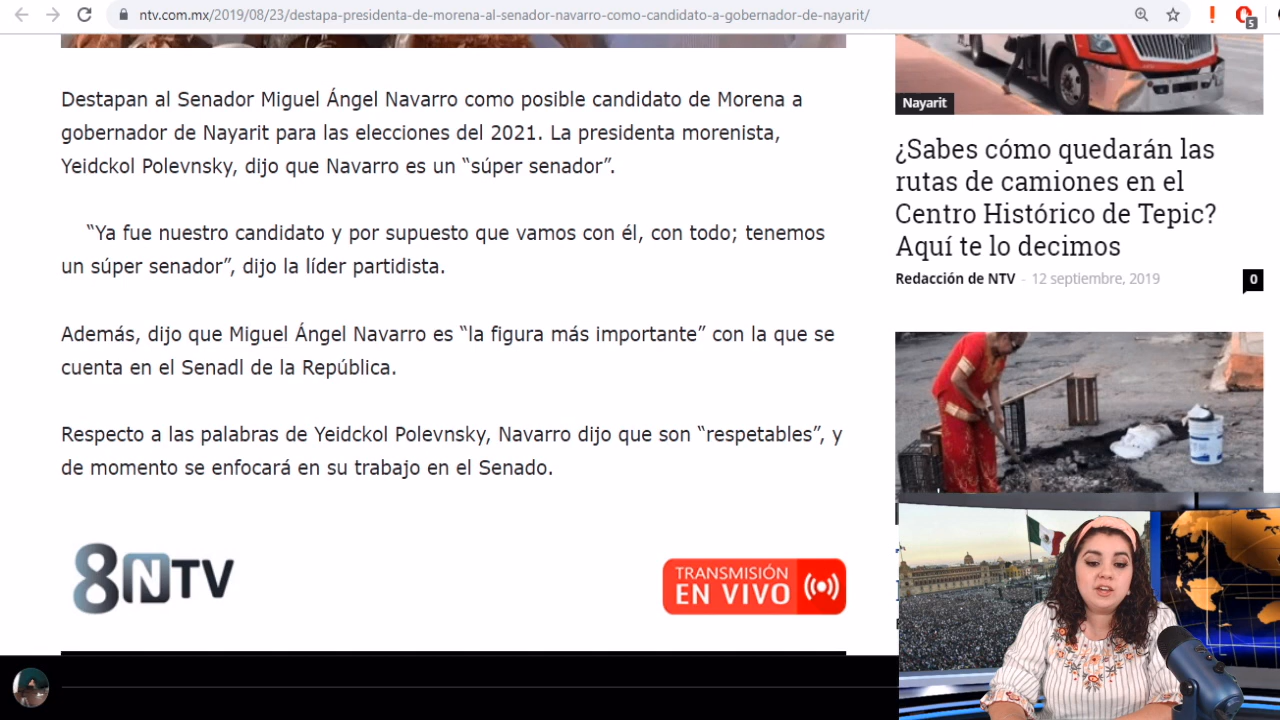 ntv.com.mx/2019/08/23/destapa-presidenta-de-morena-al-senador-navarro-como-candidato-a-gobernador-de-nayarit/
5
Destapan al Senador Miguel Ángel Navarro como posible candidato de Morena a
gobernador de Nayarit para las elecciones del 2021. La presidenta morenista,
Yeidckol Polevnsky, dijo que Navarro es un “súper senador”.
“Ya fue nuestro candidato y por supuesto que vamos con él, con todo; tenemos
un súper senador”, dijo la líder partidista.
Además, dijo que Miguel Ángel Navarro es “la figura más importante” con la que se
cuenta en el Senadl de la República.
Respecto a las palabras de Yeidckol Polevnsky, Navarro dijo que son “respetables”, y
de momento se enfocará en su trabajo en el Senado.
8NTV
TRANSMISIÓN
EN VIVO
Nayarit
¿Sabes cómo quedarán las
rutas de camiones en el
Centro Histórico de Tepic?
Aquí te lo decimos
Redacción de NTV - 12 septiembre, 2019
0